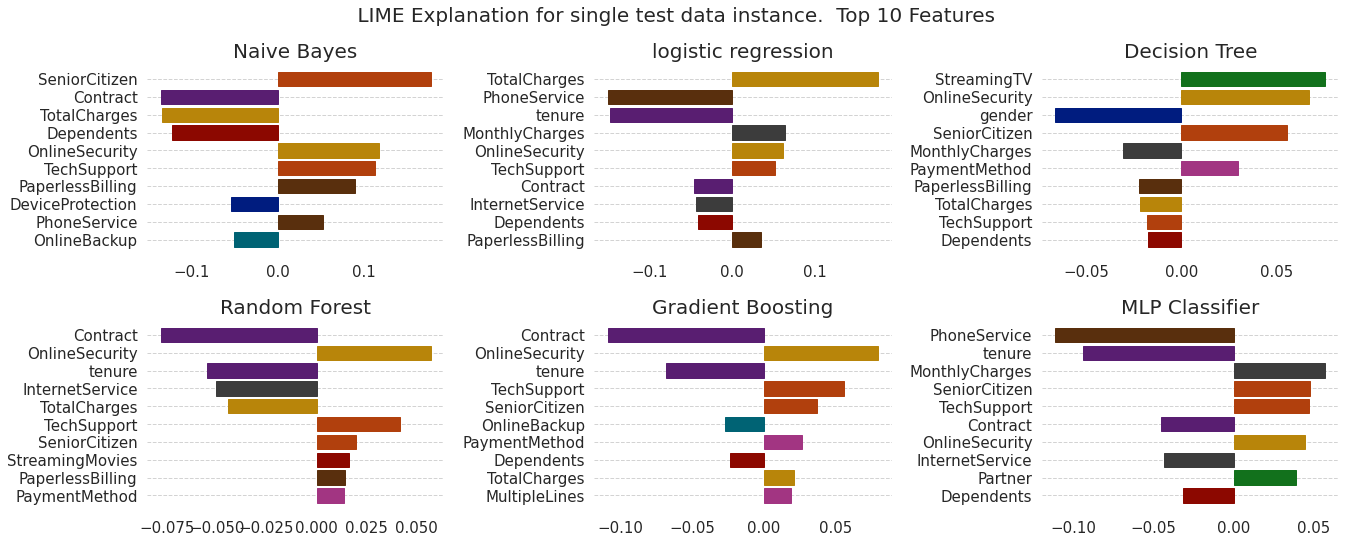 LIME Explanation for single test data instance.  Top 10 Features
Naive Bayes
SeniorCitizen
Contract
TotalCharges
Dependents
OnlineSecurity
TechSupport
PaperlessBilling
DeviceProtection
PhoneService
OnlineBackup
−0.1 0.0 0.1
logistic regression
TotalCharges
PhoneService
tenure
MonthlyCharges
OnlineSecurity
TechSupport
Contract
InternetService
Dependents
PaperlessBilling
−0.1 0.0 0.1
Decision Tree
StreamingTV
OnlineSecurity
gender
SeniorCitizen
MonthlyCharges
PaymentMethod
PaperlessBilling
TotalCharges
TechSupport
Dependents
−0.05 0.00 0.05
Random Forest
Contract
OnlineSecurity
tenure
InternetService
TotalCharges
TechSupport
SeniorCitizen
StreamingMovies
PaperlessBilling
PaymentMethod
−0.075 −0.050 −0.025 0.000 0.025 0.050
Gradient Boosting
Contract
OnlineSecurity
tenure
TechSupport
SeniorCitizen
OnlineBackup
PaymentMethod
Dependents
TotalCharges
MultipleLines
−0.10 −0.05 0.00 0.05
MLP Classifier
PhoneService
tenure
MonthlyCharges
SeniorCitizen
TechSupport
Contract
OnlineSecurity
InternetService
Partner
Dependents
−0.10 −0.05 0.00 0.05